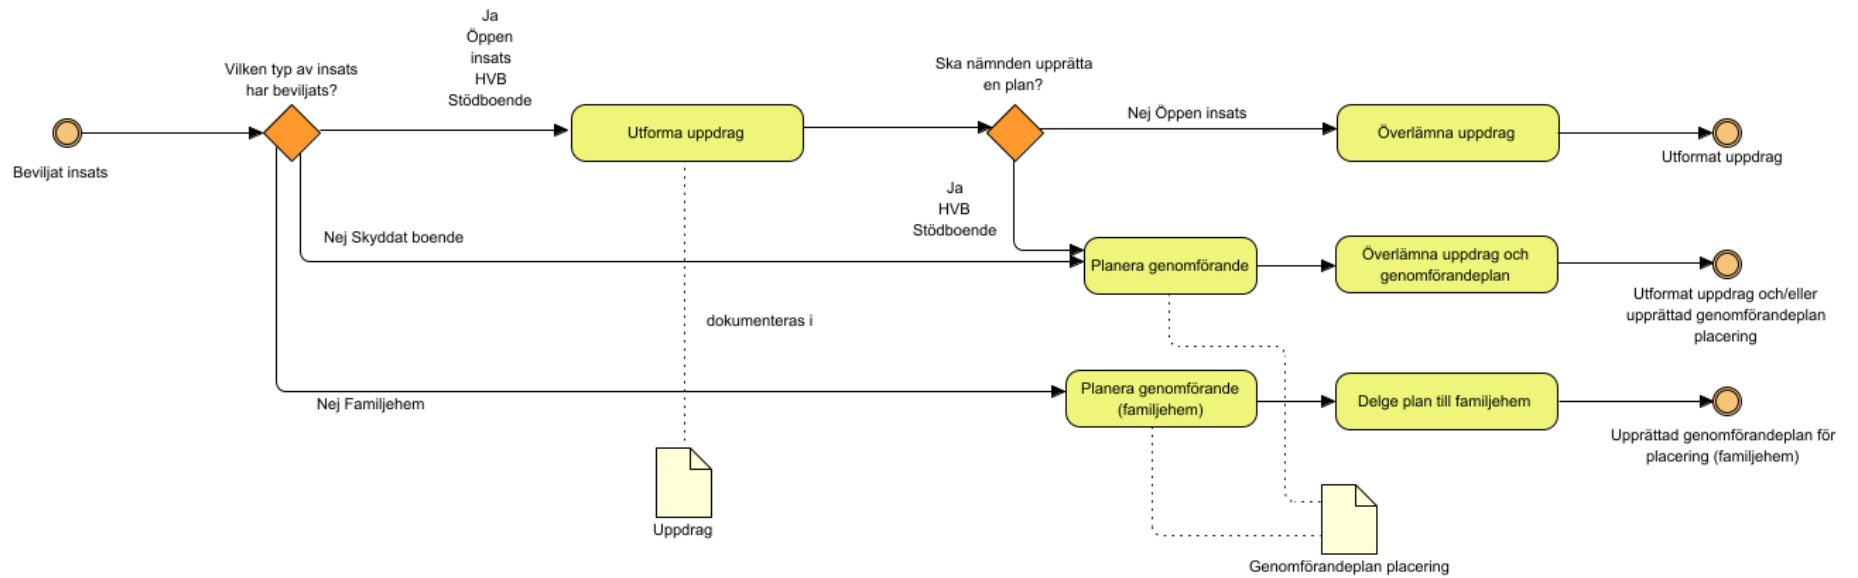 Ja
Öppen
insats
HVB
Stödboende
Vilken typ av insats
har beviljats?
Ska nämnden upprätta
en plan?
Utforma uppdrag
Nej Öppen insats
Överlämna uppdrag
Beviljat insats
Utformat uppdrag
Ja
HVB
Stödboende
Nej Skyddat boende
Planera genomförande
Överlämna uppdrag och
genomförandeplan
Utformat uppdrag och/eller
upprättad genomförandeplan
placering
dokumenteras i
Nej Familjehem
Planera genomförande
(familjehem)
Delge plan till familjehem
Upprättad genomförandeplan för
placering (familjehem)
Uppdrag
Genomförandeplan placering